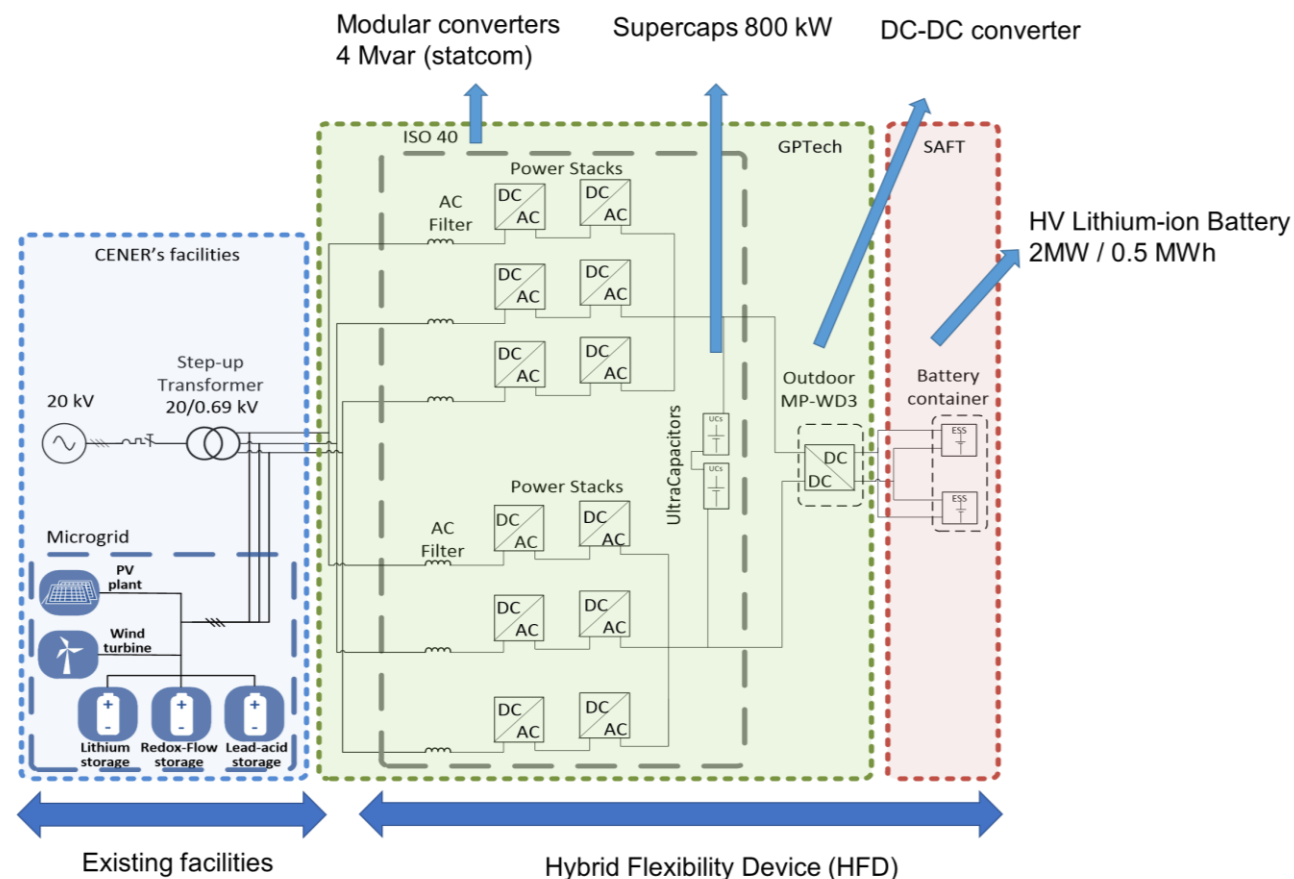 Modular converters
4 Mvar (statcom)
Supercaps 800 kW
DC-DC converter
ISO 40
GPTech
SAFT
Power Stacks
AC
Filter
DC
AC
DC
AC
DC
AC
DC
AC
DC
AC
DC
AC
HV Lithium-ion Battery
2MW / 0.5 MWh
CENER's facilities
Step-up
Transformer
20/0.69 kV
20 kV
Outdoor
MP-WD3
Battery
container
UltraCapacitors
UCs
UCs
DC
DC
ESS
ESS
Power Stacks
AC
Filter
DC
AC
DC
AC
DC
AC
DC
AC
DC
AC
DC
AC
Microgrid
PV
plant
Wind
turbine
+
-
+
-
+
-
Lithium
storage
Redox-Flow
storage
Lead-acid
storage
Existing facilities
Hybrid Flexibility Device (HFD)